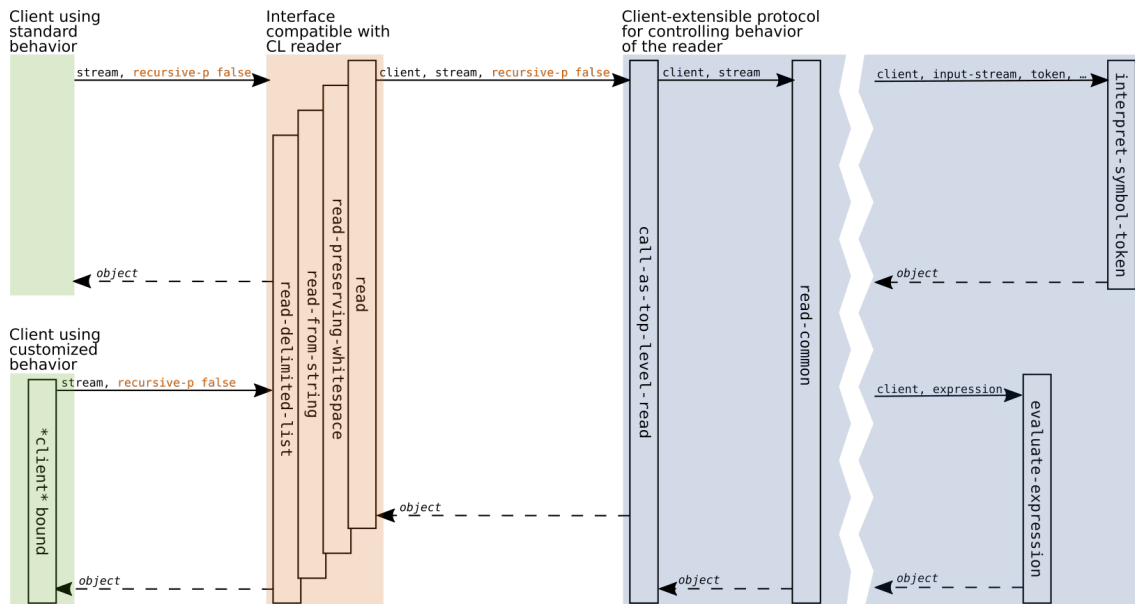 Client using
standard
behavior
Interface
compatible with
CL reader
Client-extensible protocol
for controlling behavior
of the reader
stream, recursive-p false
client, stream, recursive-p false
client, stream
client, input-stream, token, …
interpret-symbol-token
object
object
read-delimited-list
read-from-string
read-preserving-whitespace
read
call-as-top-level-read
read-common
Client using
customized
behavior
stream, recursive-p false
client, expression
*client* bound
evaluate-expression
object
object
object
object